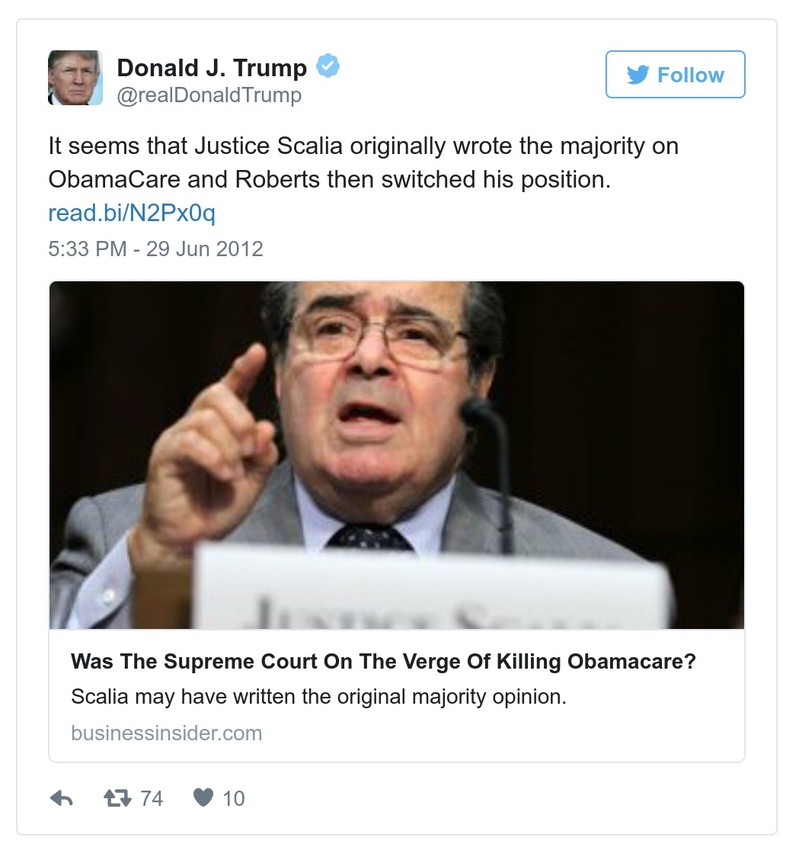 Donald J. Trump
@realDonaldTrump
Follow
It seems that Justice Scalia originally wrote the majority on
ObamaCare and Roberts then switched his position.
read.bi/N2Px0q
5:33 PM - 29 Jun 2012
JUSTICE SCALIA
Was The Supreme Court On The Verge Of Killing Obamacare?
Scalia may have written the original majority opinion.
businessinsider.com
74
10